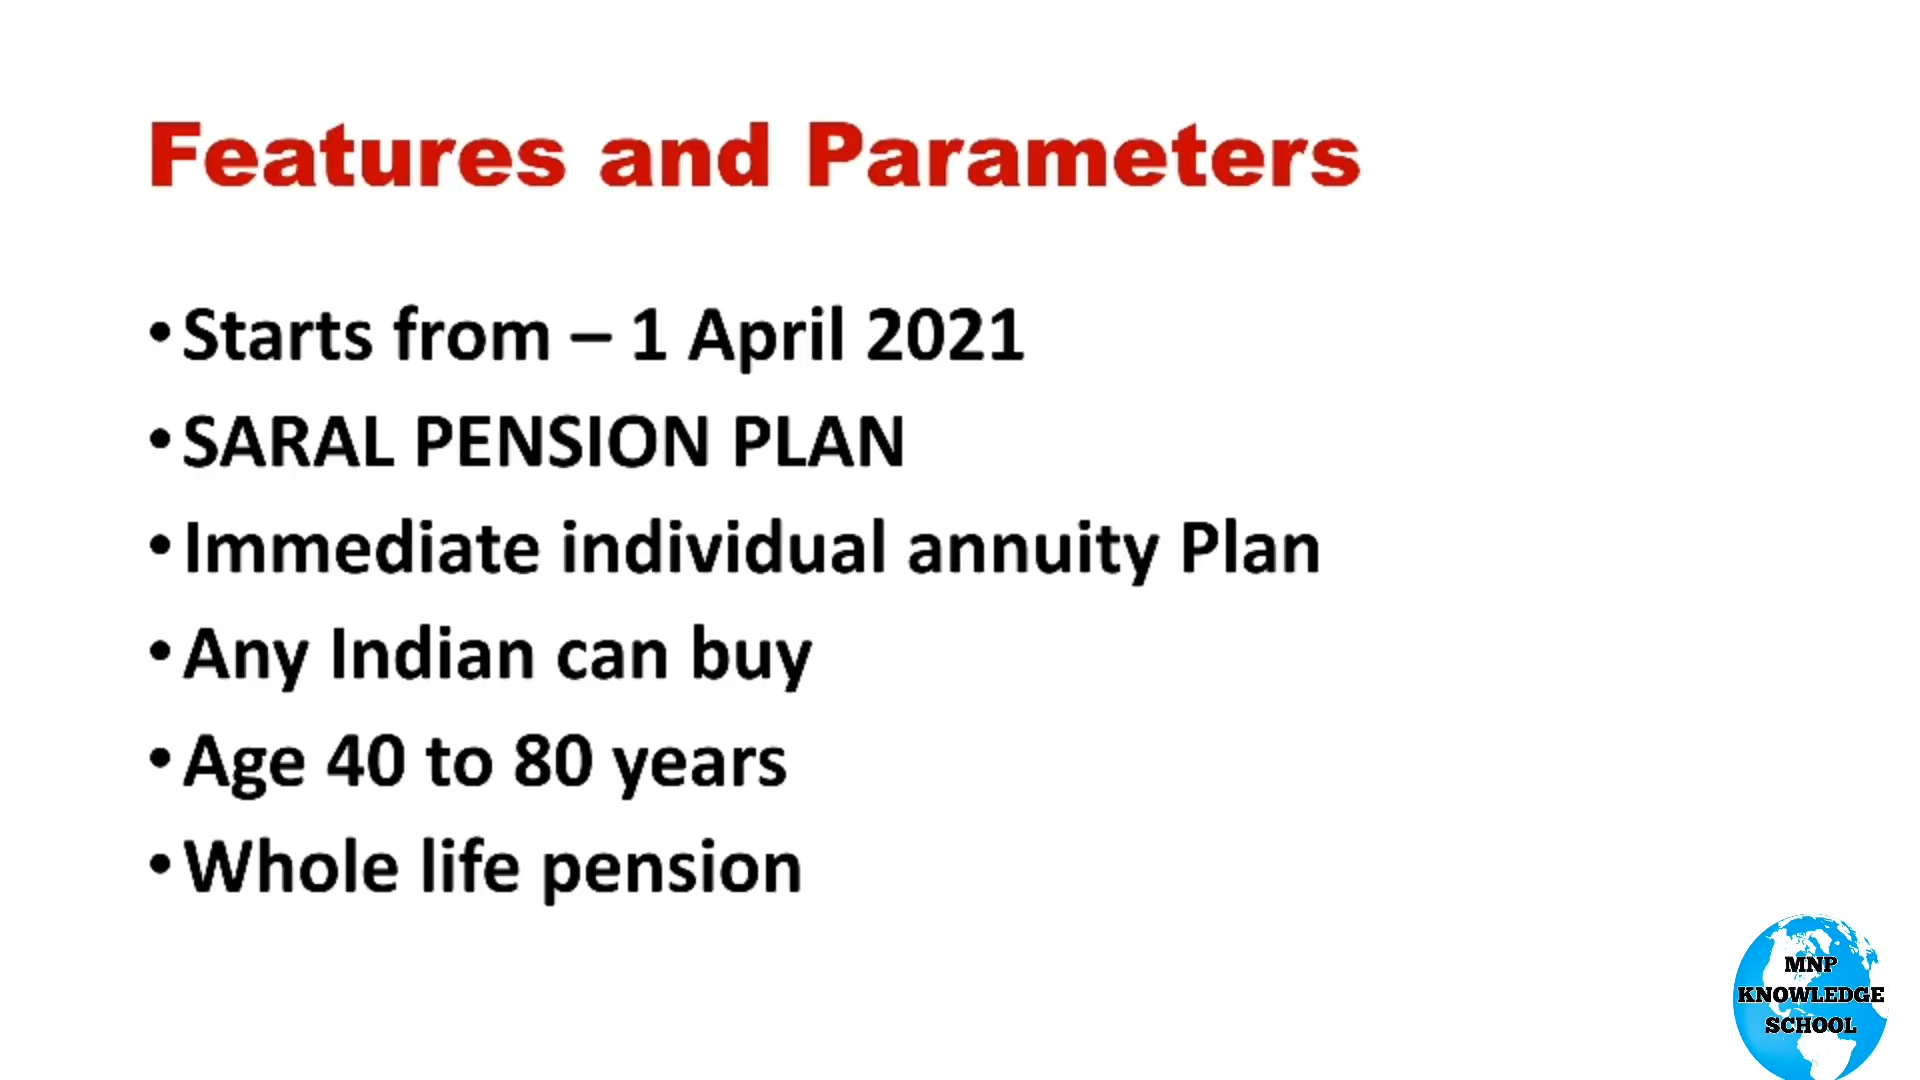 Features and Parameters
• Starts from – 1 April 2021
• SARAL PENSION PLAN
• Immediate individual annuity Plan
• Any Indian can buy
• Age 40 to 80 years
• Whole life pension
MNP
KNOWLEDGE
SCHOOL